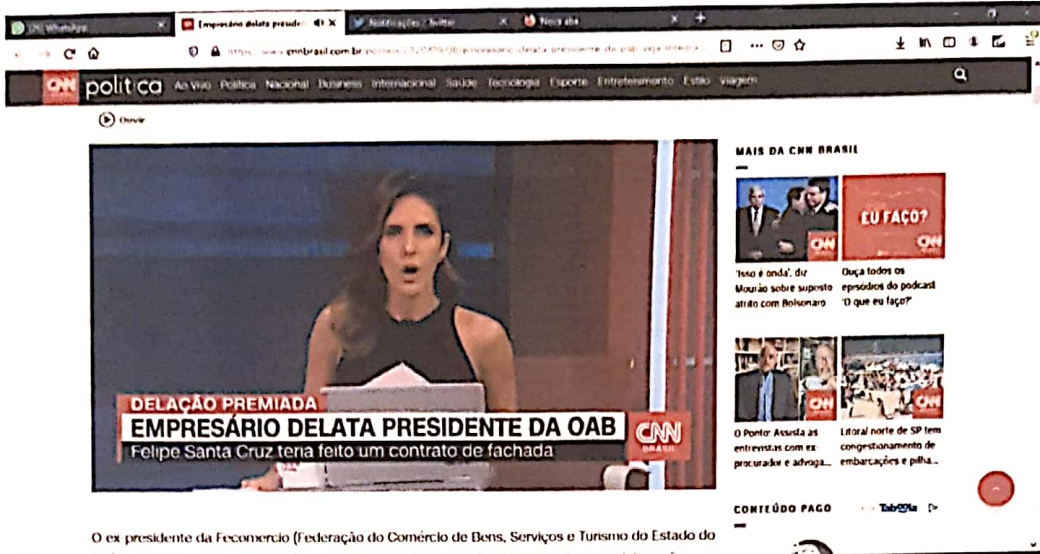 (26) WhatsApp
Empresário delata preside
Notificações / Twitter
Nova aba
cnnbrasil.com.br
CNN política
Ao Vivo Política Nacional Business Internacional Saúde Tecnologia Esporte Entretenimento Estilo Viagem
Ouvir
DELAÇÃO PREMIADA
EMPRESÁRIO DELATA PRESIDENTE DA OAB
Felipe Santa Cruz teria feito um contrato de fachada
CNN
BRASIL
O ex-presidente da Fecomercio (Federação do Comércio de Bens, Serviços e Turismo do Estado do
MAIS DA CNN BRASIL
CNN
'Isso é onda', diz
Mourão sobre suposto
atrito com Bolsonaro
EU FAÇO?
CNN
Ouça todos os
episódios do podcast
'O que eu faço?'
CNN
O Ponto: Assista às
entrevistas com ex-
procurador e advoga...
CNN
Litoral norte de SP tem
congestionamento de
embarcações e pilha...
CONTEÚDO PAGO
Taboola